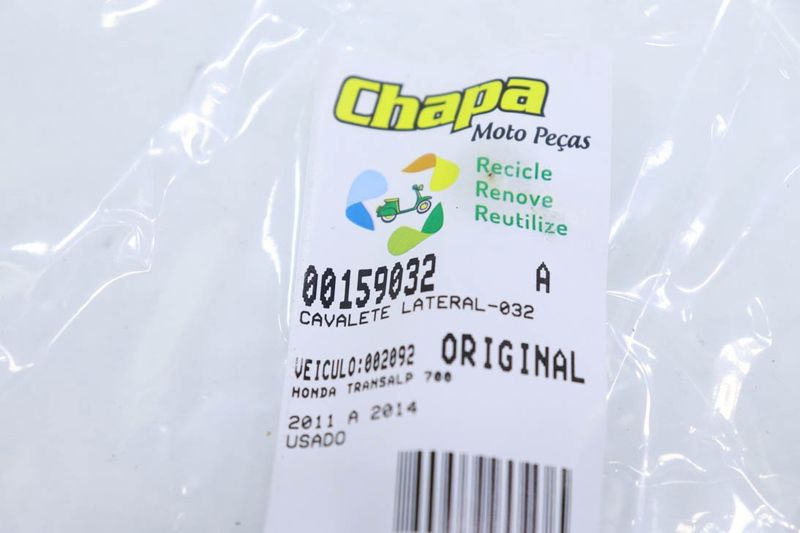 Chapa
Moto Peças
Recicle
Renove
Reutilize
00159032 A
CAVALETE LATERAL-032
VEICULO:002092 ORIGINAL
HONDA TRANSALP 700
2011 A 2014
USADO